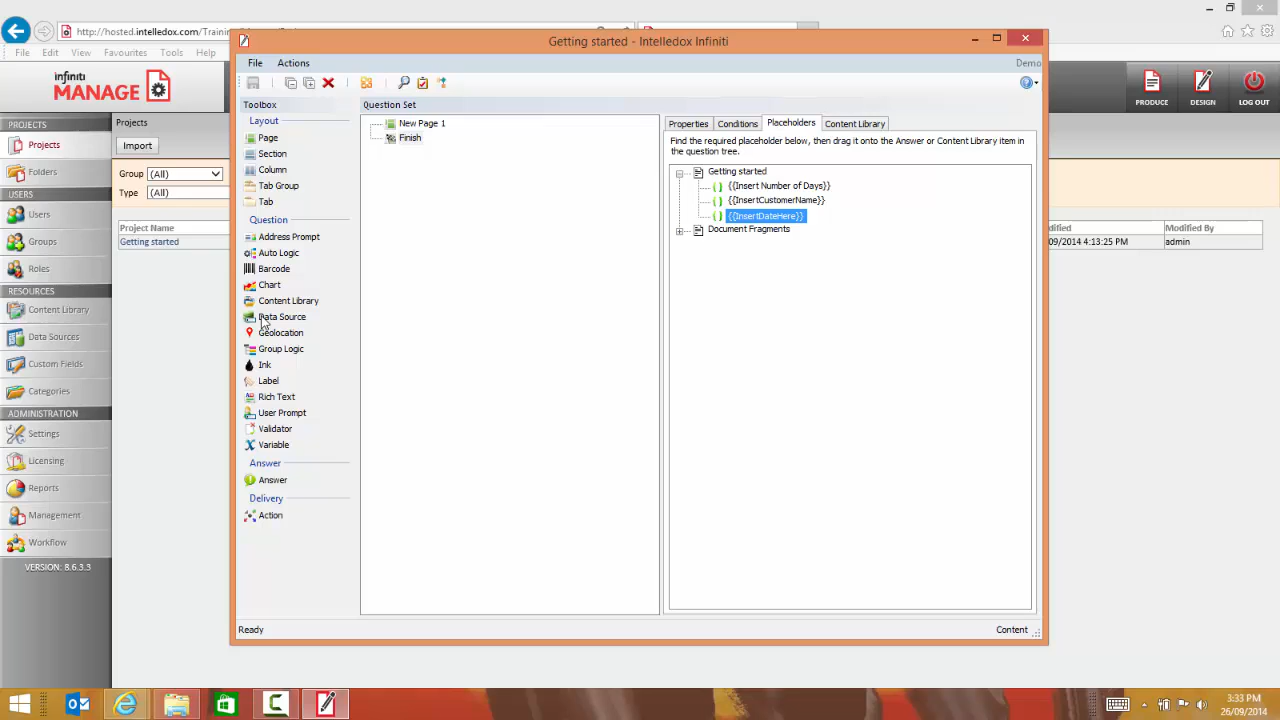 http://hosted.intelledox.com/Train
File Edit View Favourites Tools Help
infiniti
MANAGE
PRODUCE
DESIGN
LOG OUT
PROJECTS
Projects
Folders
USERS
Users
Groups
Roles
RESOURCES
Content Library
Data Sources
Custom Fields
Categories
ADMINISTRATION
Settings
Licensing
Reports
Management
Workflow
VERSION: 8.6.3.3
Projects
Import
Group (All)
Type (All)
Project Name
Getting started
Modified By
09/2014 4:13:25 PM admin
Getting started - Intelledox Infiniti
File Actions
Demo
Toolbox
Layout
Page
Section
Column
Tab Group
Tab
Question
Address Prompt
Auto Logic
Barcode
Chart
Content Library
Data Source
Geolocation
Group Logic
Ink
Label
Rich Text
User Prompt
Validator
Variable
Answer
Answer
Delivery
Action
Question Set
New Page 1
Finish
Properties Conditions Placeholders Content Library
Find the required placeholder below, then drag it onto the Answer or Content Library item in
the question tree.
Getting started
{{Insert Number of Days}}
{{InsertCustomerName}}
{{InsertDateHere}}
Document Fragments
Ready
Content
3:33 PM
26/09/2014